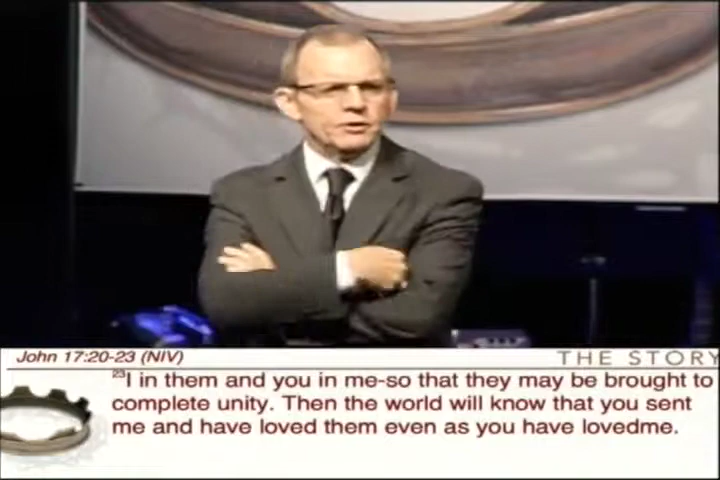 John 17:20-23 (NIV)
THE STORY
²³I in them and you in me-so that they may be brought to
complete unity. Then the world will know that you sent
me and have loved them even as you have lovedme.